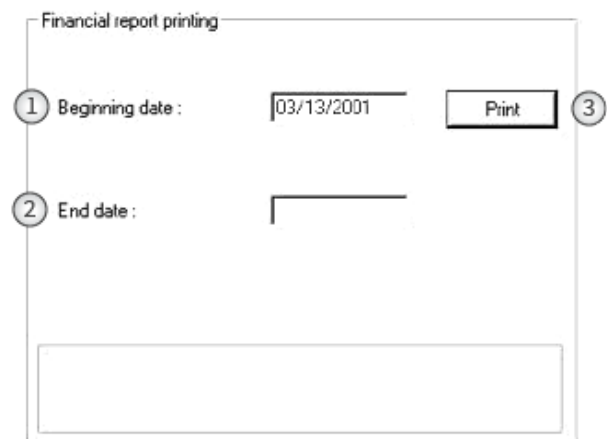 Financial report printing
1 Beginning date : 03/13/2001 Print 3
2 End date :